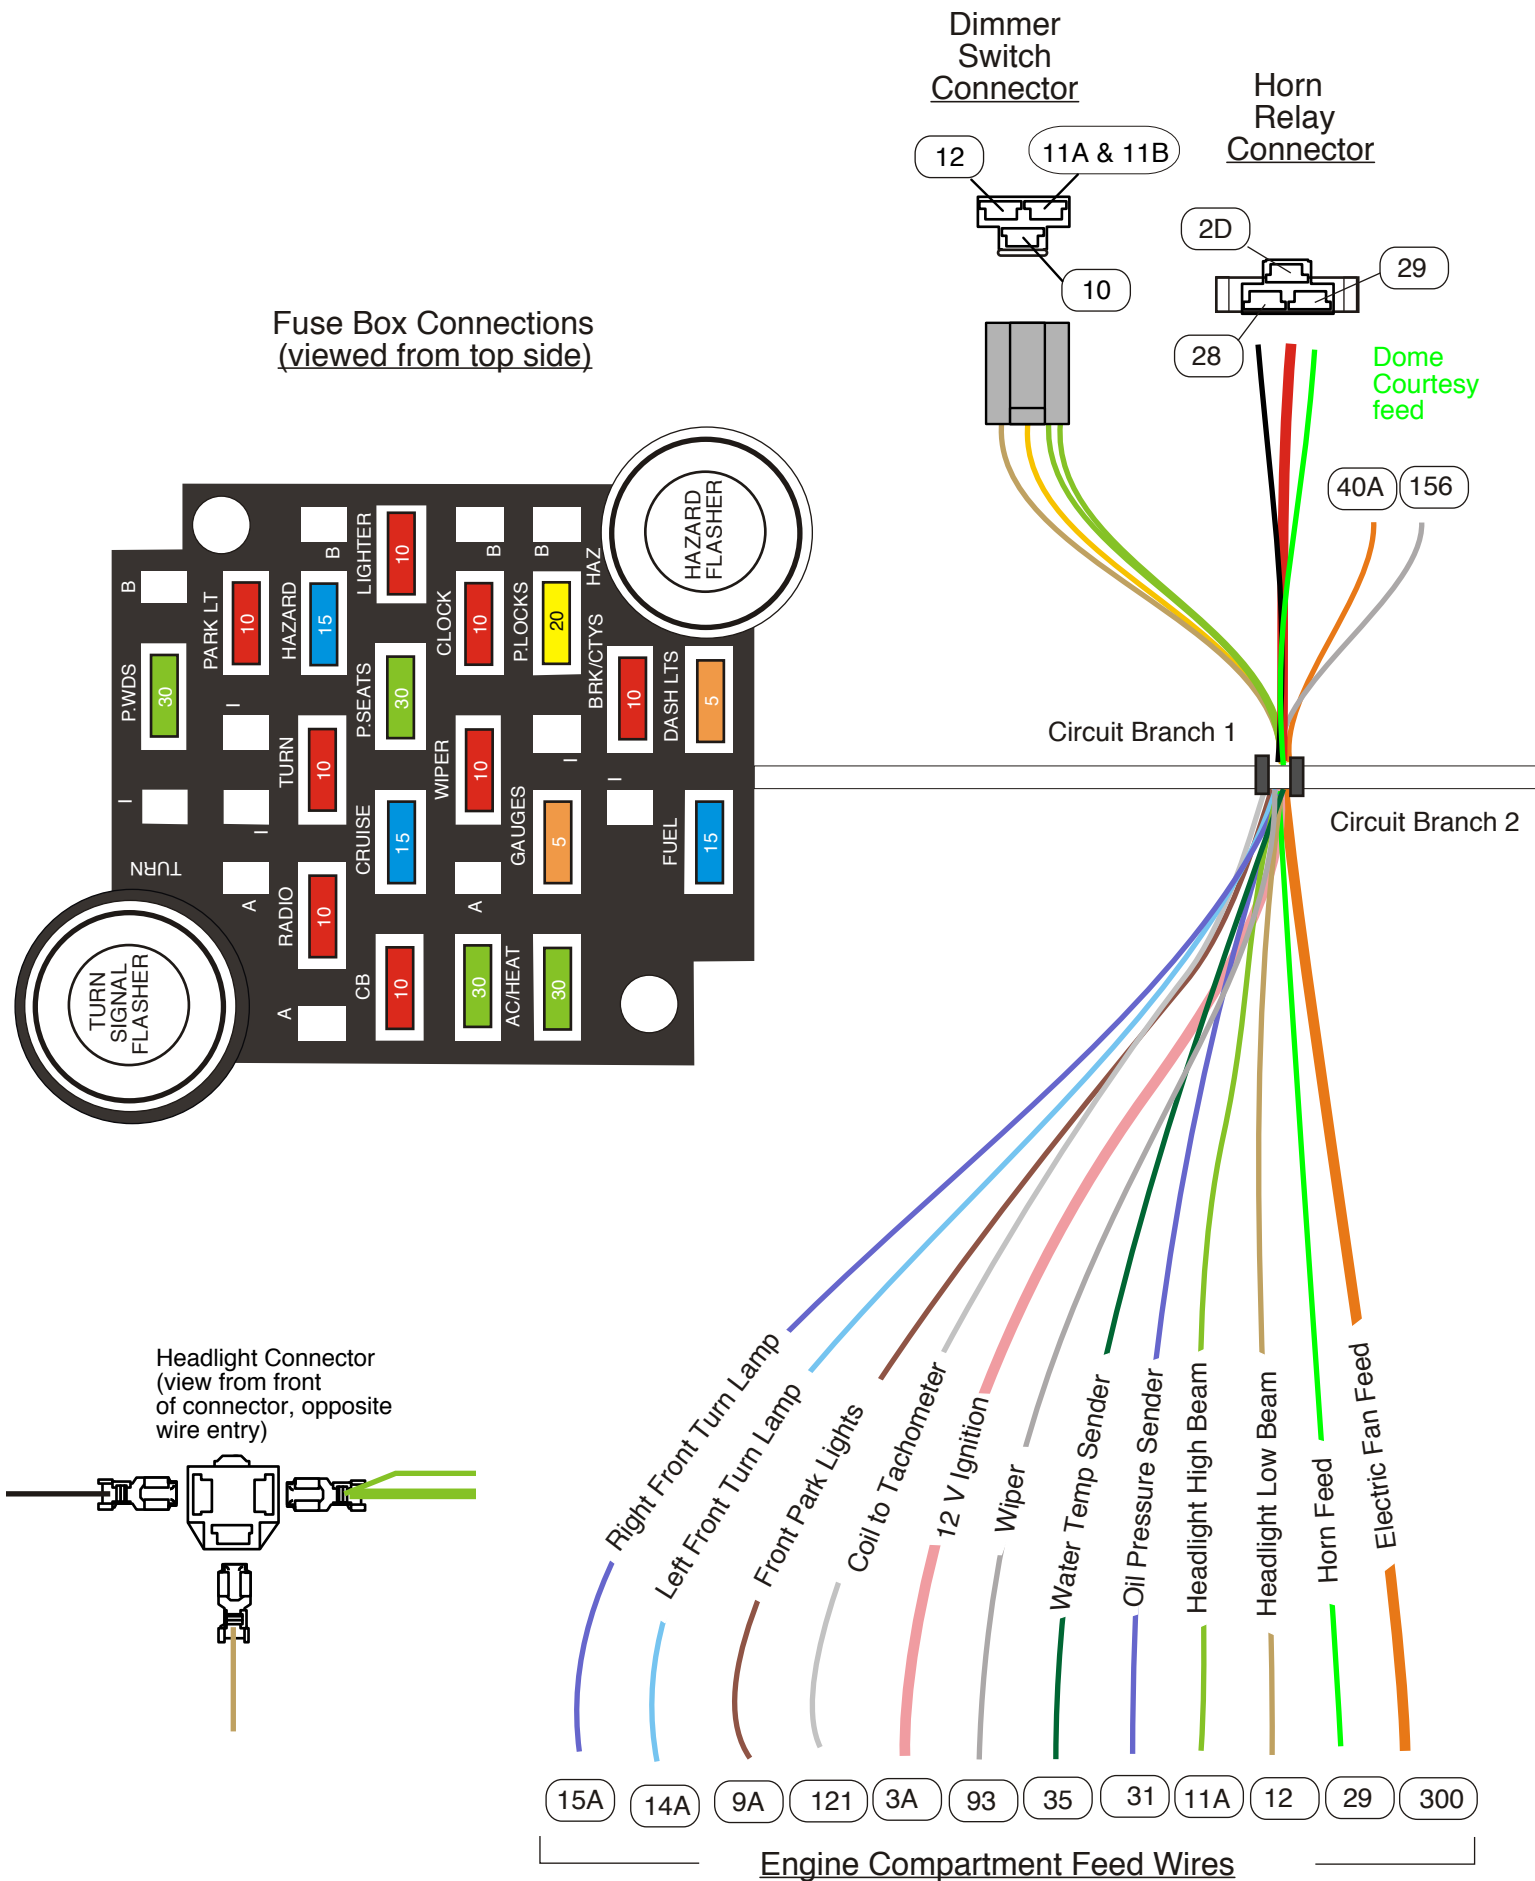 Dimmer
Switch
Connector
Horn
Relay
Connector
12
11A & 11B
10
2D
29
28
Dome
Courtesy
feed
40A
156
Fuse Box Connections
(viewed from top side)
HAZARD
FLASHER
HAZ
B
LIGHTER
10
B
B
B
PARK LT
10
HAZARD
15
CLOCK
10
P.LOCKS
20
P.WDS
30
I
P.SEATS
30
BRK/CTYS
10
DASH LTS
5
TURN
10
WIPER
10
I
I
I
I
CRUISE
15
GAUGES
5
FUEL
15
TURN
A
RADIO
10
A
CB
10
30
AC/HEAT
30
A
TURN
SIGNAL
FLASHER
Circuit Branch 1
Circuit Branch 2
Headlight Connector
(view from front
of connector, opposite
wire entry)
Right Front Turn Lamp
Left Front Turn Lamp
Front Park Lights
Coil to Tachometer
12 V Ignition
Wiper
Water Temp Sender
Oil Pressure Sender
Headlight High Beam
Headlight Low Beam
Horn Feed
Electric Fan Feed
15A
14A
9A
121
3A
93
35
31
11A
12
29
300
Engine Compartment Feed Wires